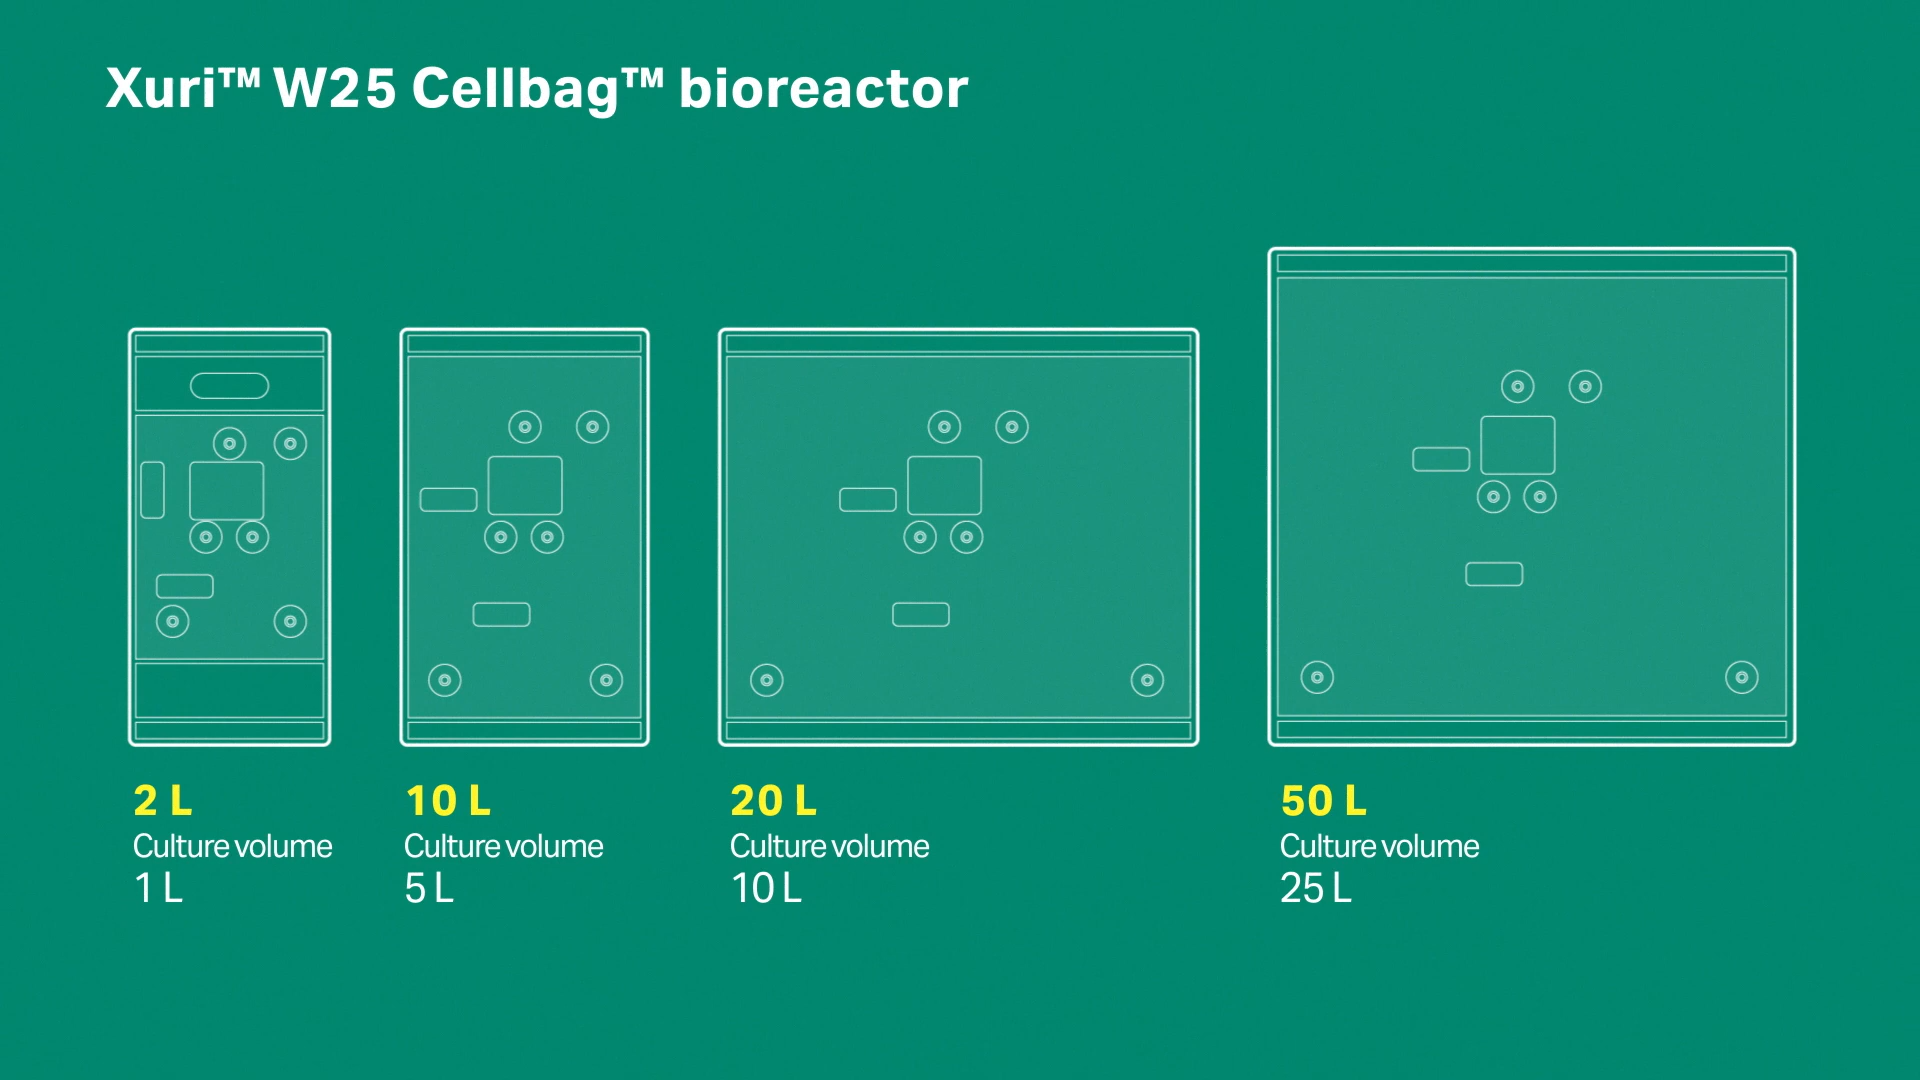 Xuri™ W25 Cellbag™ bioreactor
2 L
Culture volume
1 L
10 L
Culture volume
5 L
20 L
Culture volume
10 L
50 L
Culture volume
25 L